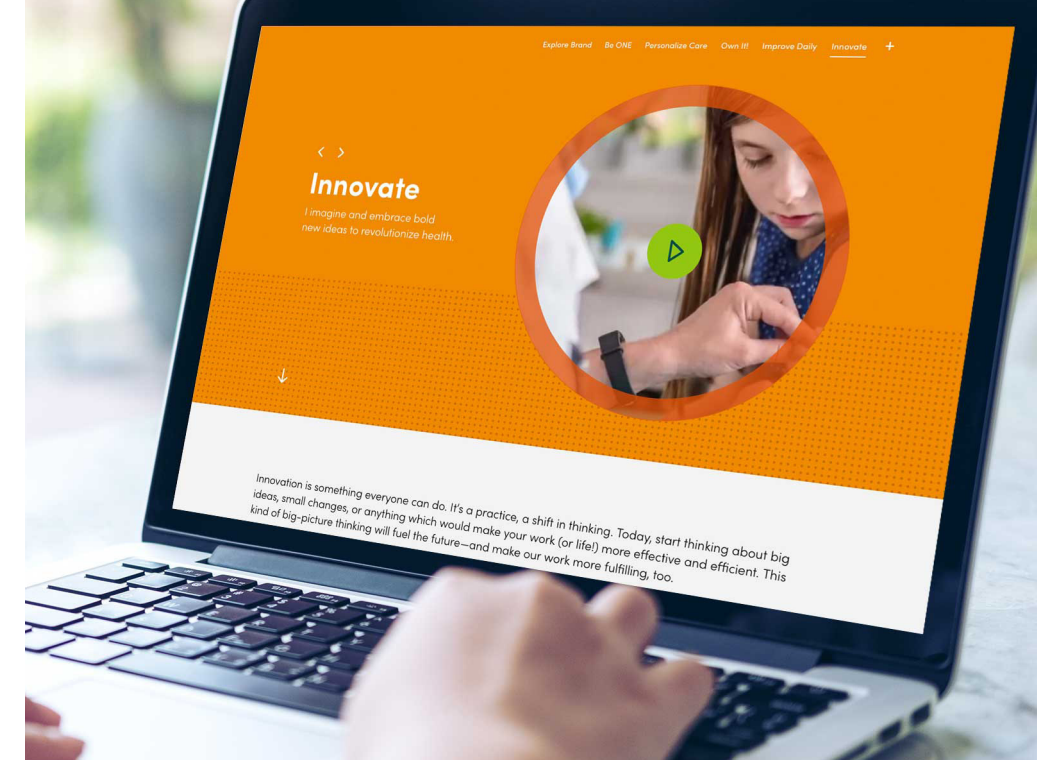 Explore Brand Be ONE Personalize Care Own It! Improve Daily Innovate +
Innovate
I imagine and embrace bold
new ideas to revolutionize health.
Innovation is something everyone can do. It's a practice, a shift in thinking. Today, start thinking about big
ideas, small changes, or anything which would make your work (or life!) more effective and efficient. This
kind of big-picture thinking will fuel the future—and make our work more fulfilling, too.